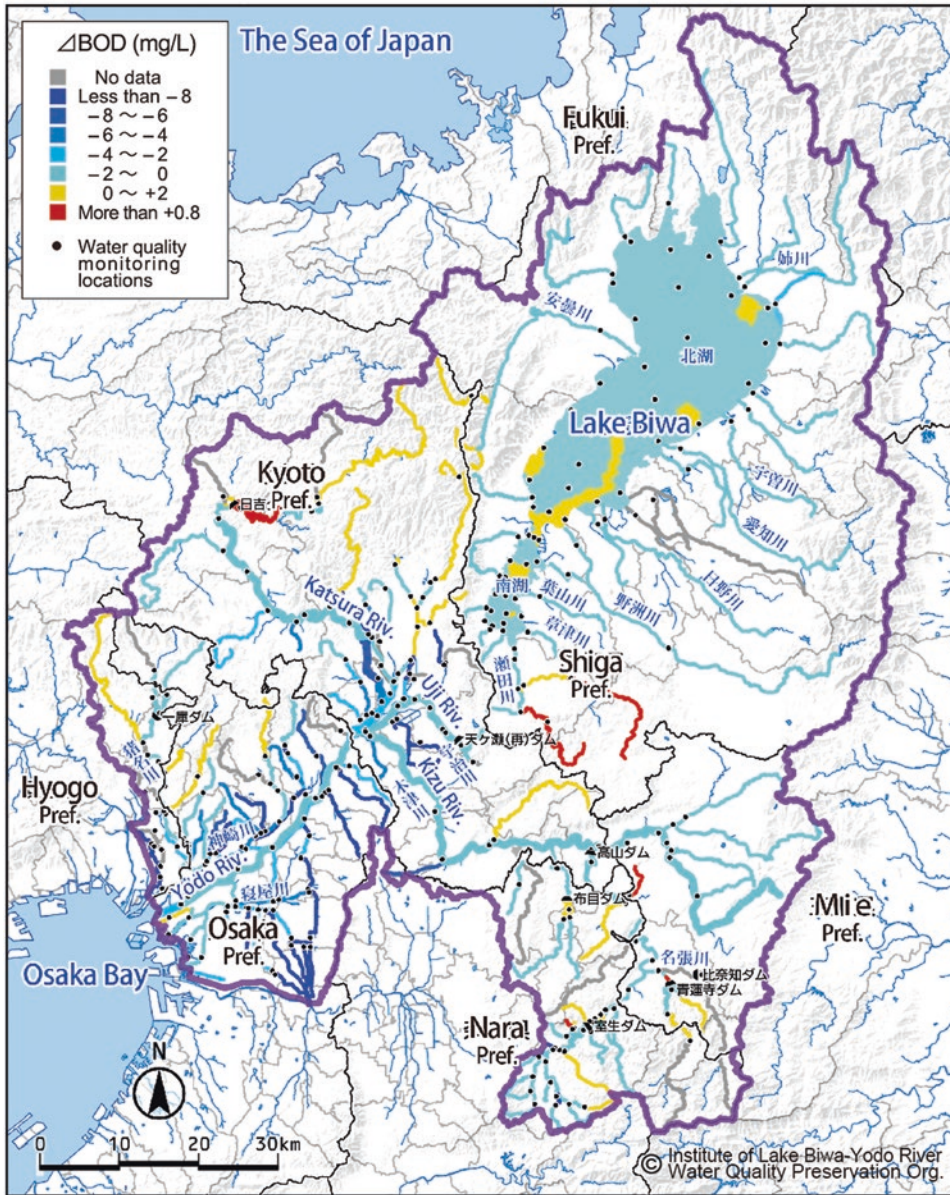 ⊿BOD (mg/L)
No data
Less than −8
−8 〜 −6
−6 〜 −4
−4 〜 −2
−2 〜 0
0 〜 +2
More than +0.8
Water quality
monitoring
locations
The Sea of Japan
Fukui
Pref.
姉川
安曇川
北湖
Lake Biwa
Kyoto
Pref.
日吉
宇曽川
愛知川
日野川
野洲川
葉山川
草津川
南湖
瀬田川
Shiga
Pref.
Katsura Riv.
Uji Riv.
天ケ瀬(再)ダム
Kizu Riv.
木津川
一庫ダム
猪名川
Hyogo
Pref.
神崎川
Yodo Riv.
寝屋川
Osaka
Pref.
Osaka Bay
高山ダム
布目ダム
名張川
比奈知ダム
青蓮寺ダム
室生ダム
Mie
Pref.
Nara
Pref.
N
0 10 20 30km
© Institute of Lake Biwa-Yodo River
Water Quality Preservation Org.